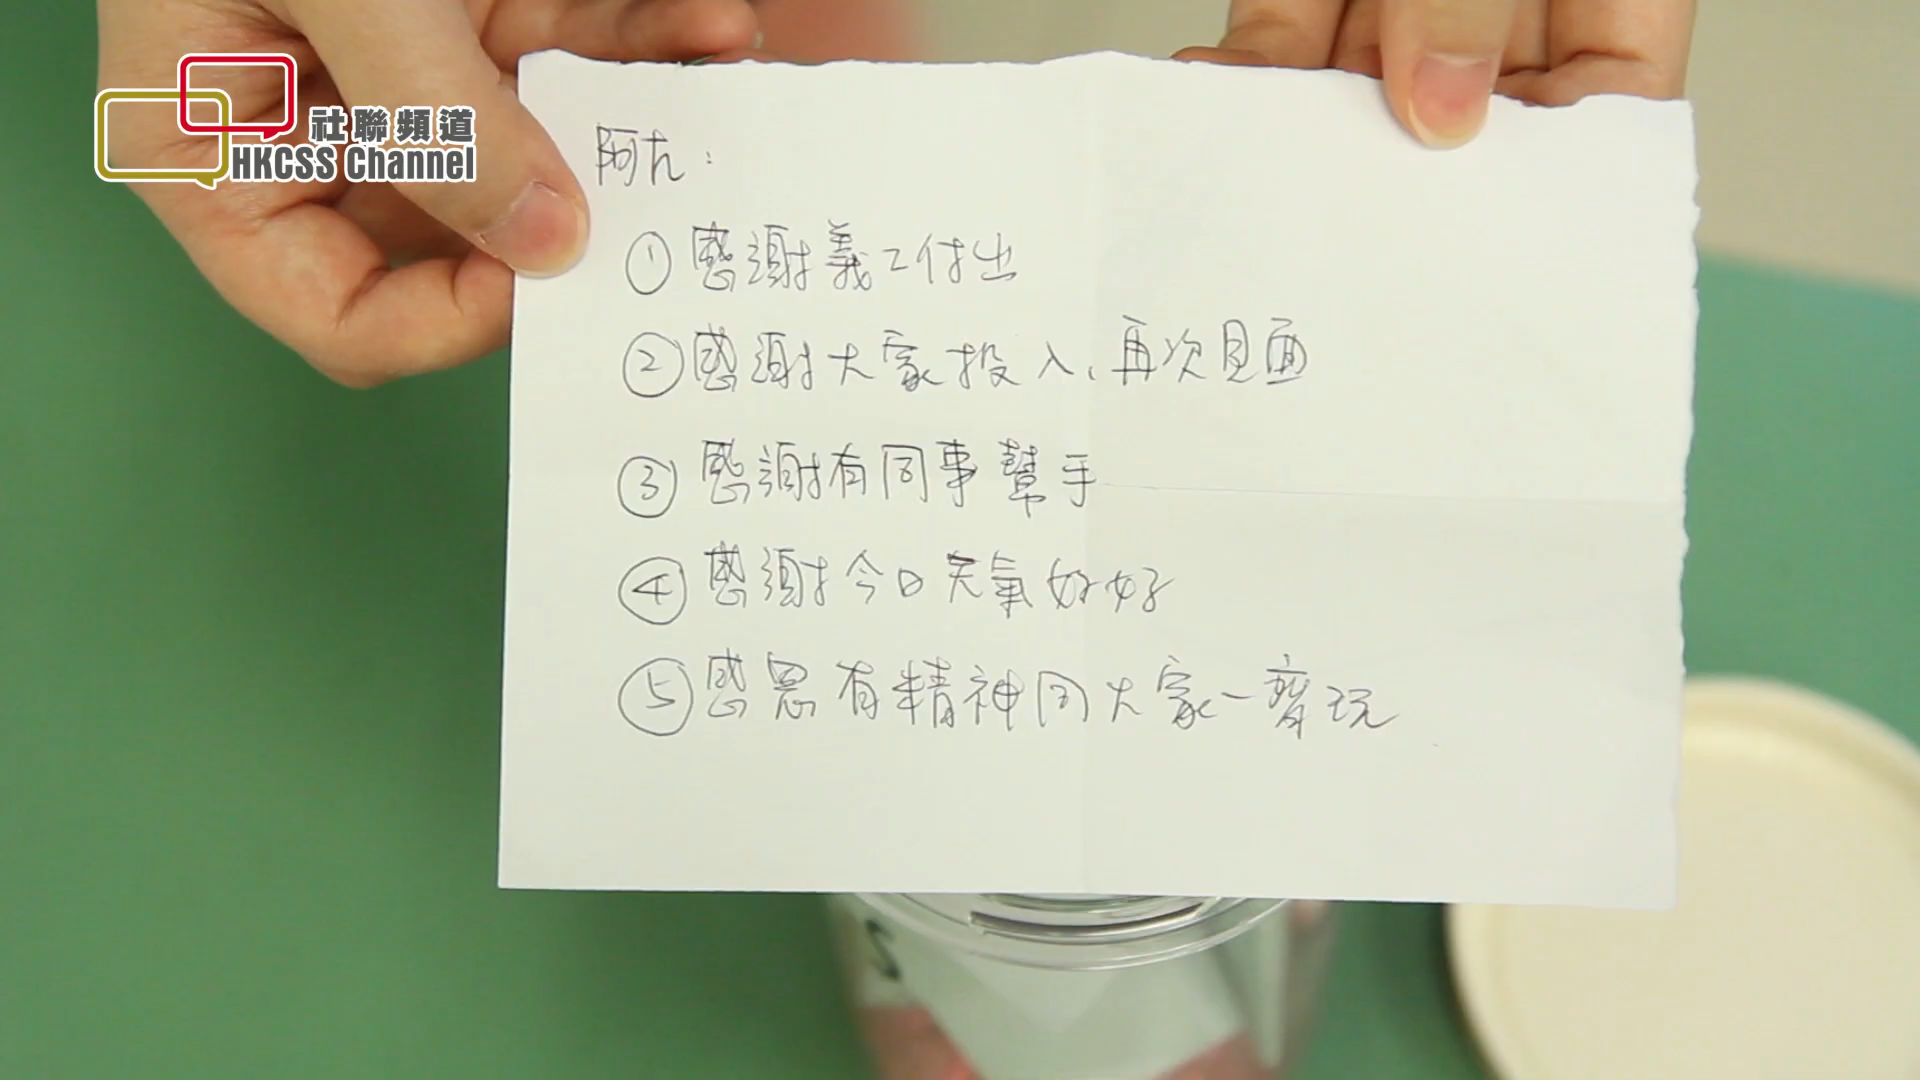 社聯頻道
HKCSS Channel
阿九：
① 感謝義工付出
② 感謝大家投入、再次見面
③ 感謝有同事幫手
④ 感謝今日天氣好好
⑤ 感恩有精神同大家一齊玩
S